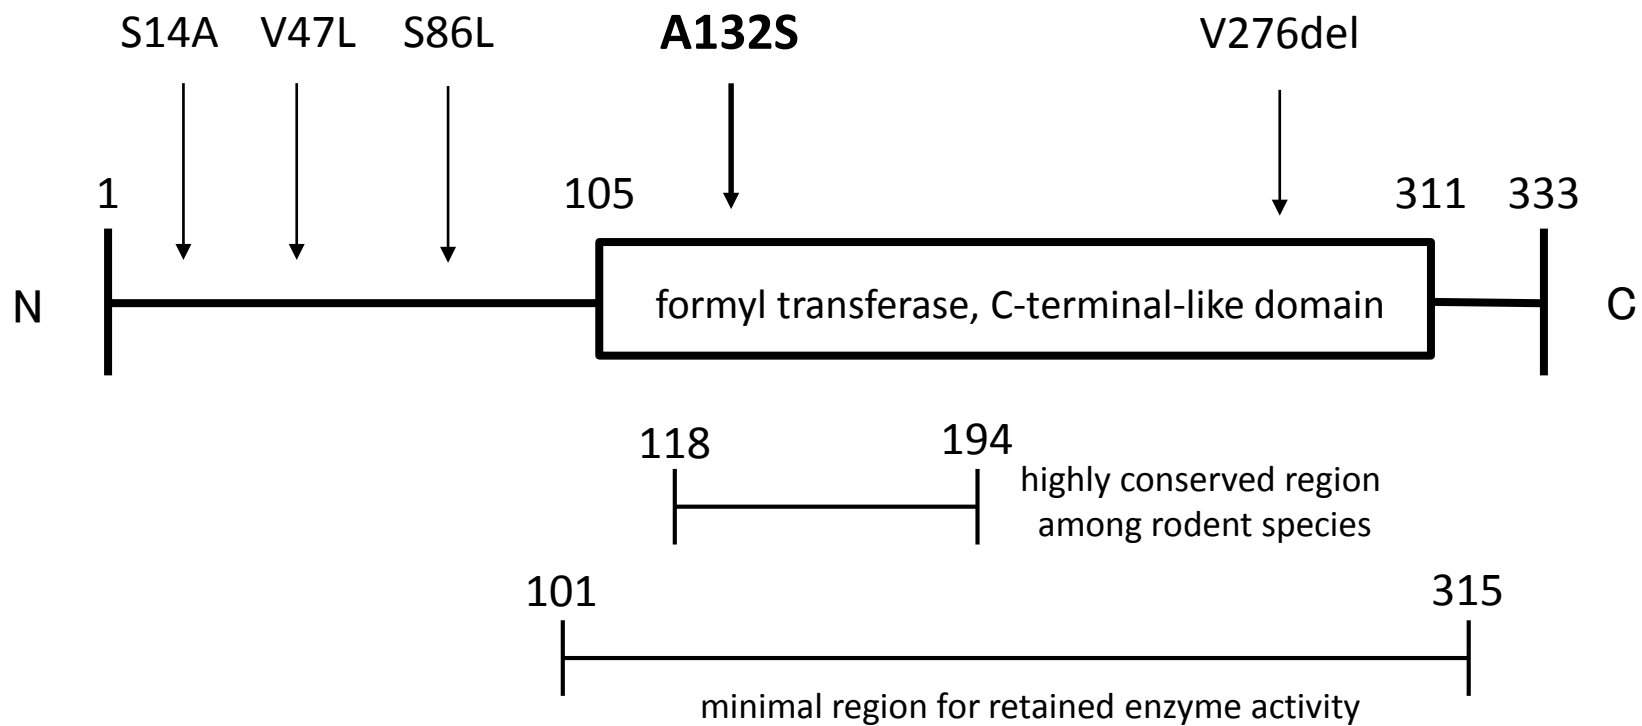 S14A V47L S86L A132S V276del
1 105 311 333
N formyl transferase, C-terminal-like domain C
118 194
highly conserved region
among rodent species
101 315
minimal region for retained enzyme activity